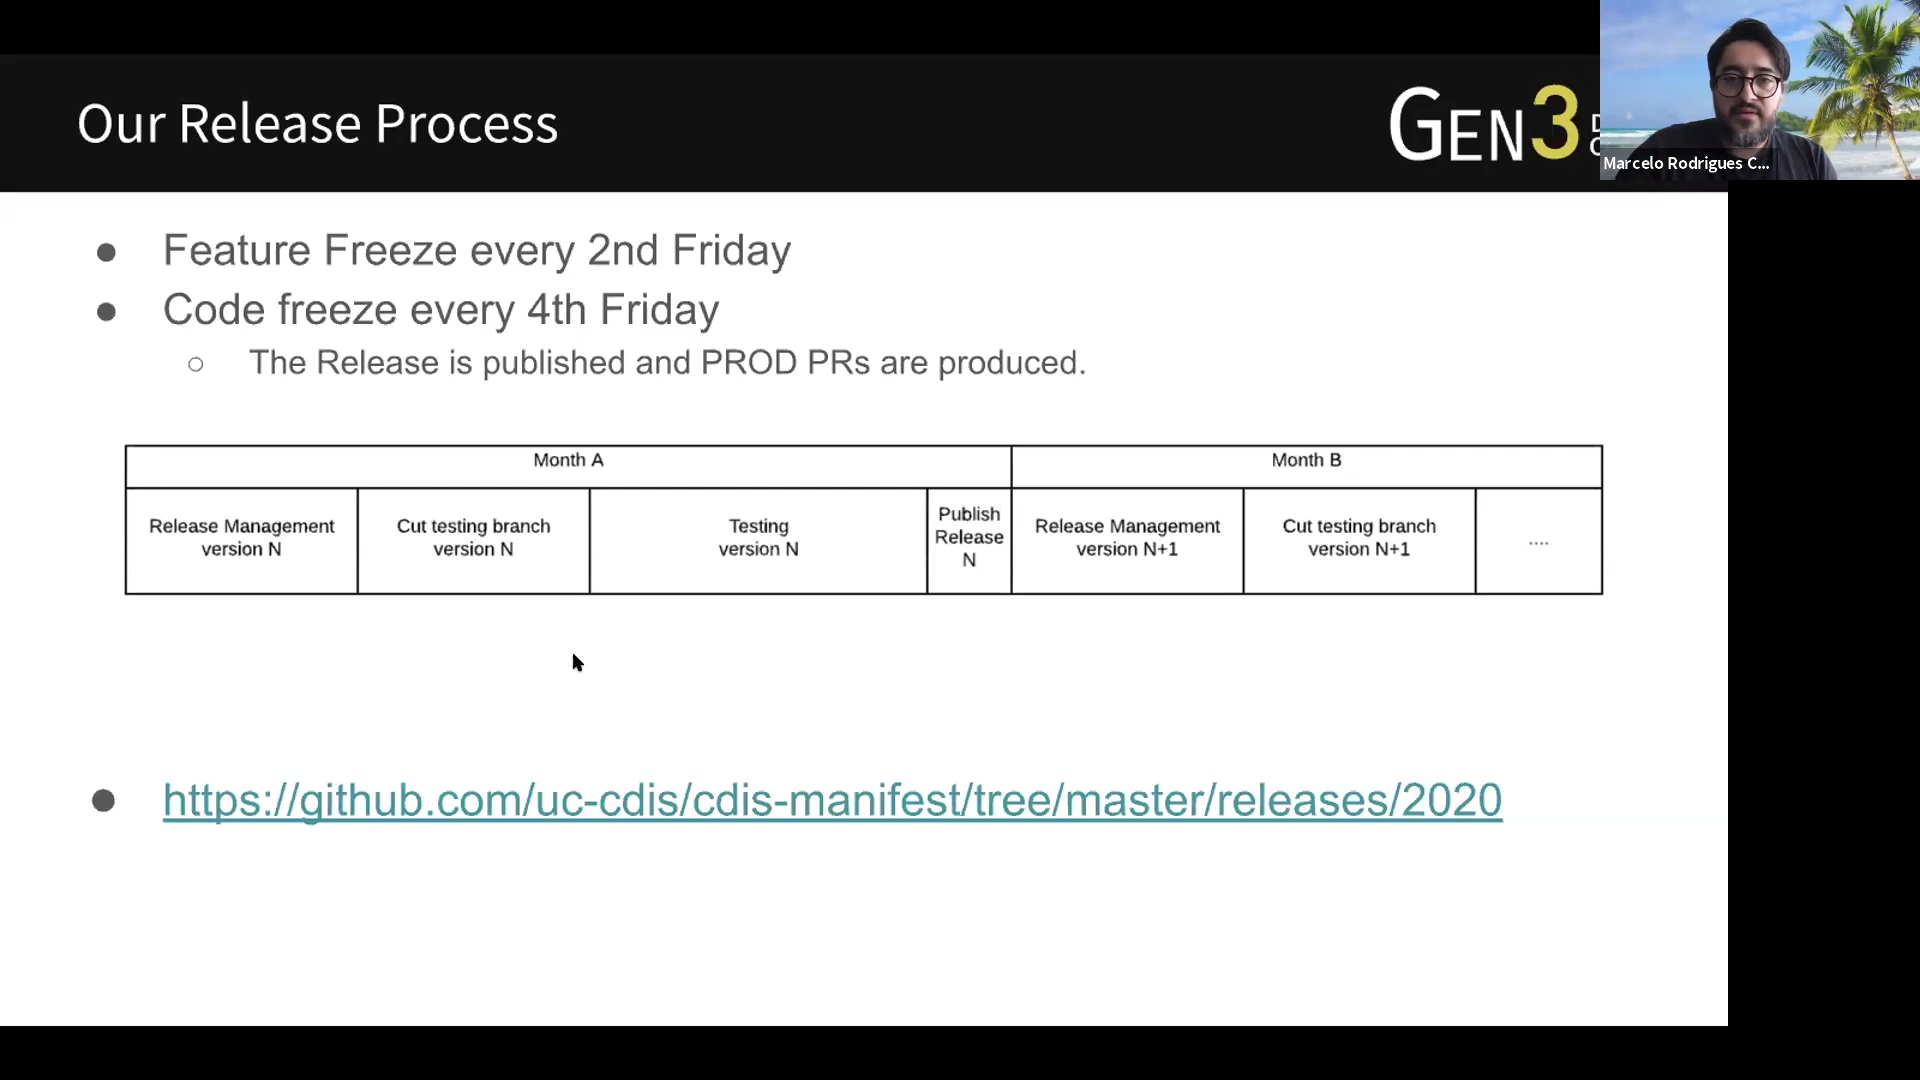 Our Release Process
GEN3
Marcelo Rodrigues C...
● Feature Freeze every 2nd Friday
● Code freeze every 4th Friday
○ The Release is published and PROD PRs are produced.
Month A
Month B
Release Management
version N
Cut testing branch
version N
Testing
version N
Publish
Release
N
Release Management
version N+1
Cut testing branch
version N+1
....
● https://github.com/uc-cdis/cdis-manifest/tree/master/releases/2020